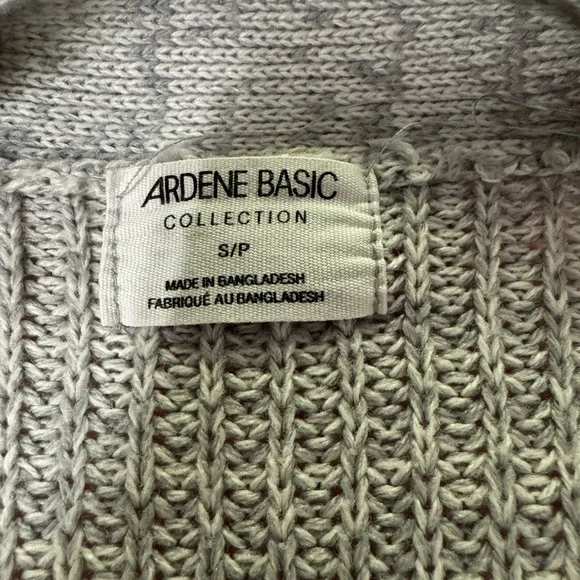 ARDENE BASIC
COLLECTION
S/P
MADE IN BANGLADESH
FABRIQUÉ AU BANGLADESH